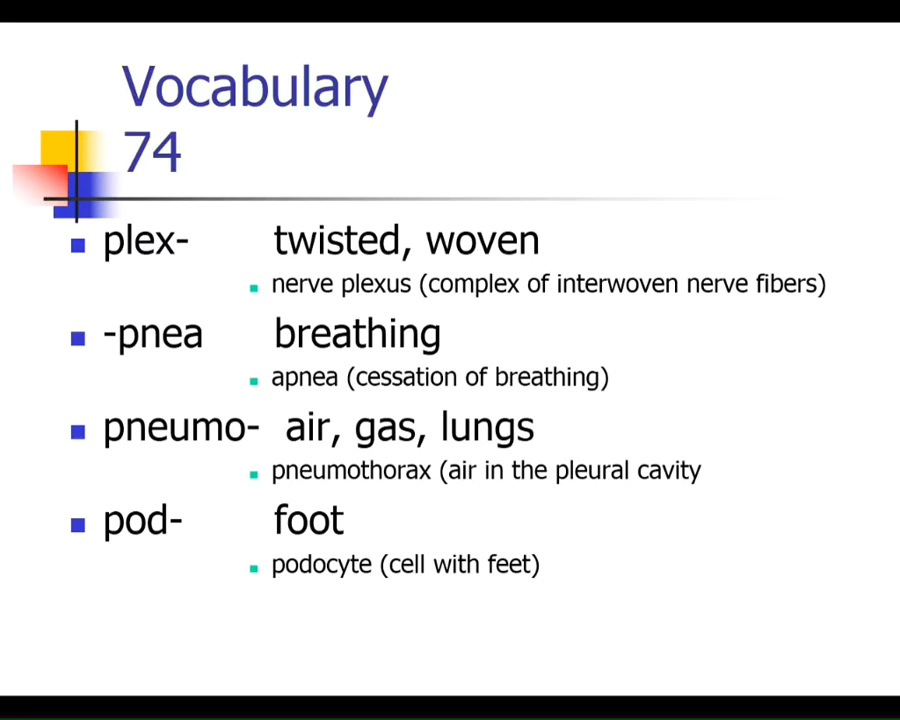 Vocabulary
74
plex- twisted, woven
nerve plexus (complex of interwoven nerve fibers)
-pnea breathing
apnea (cessation of breathing)
pneumo- air, gas, lungs
pneumothorax (air in the pleural cavity
pod- foot
podocyte (cell with feet)